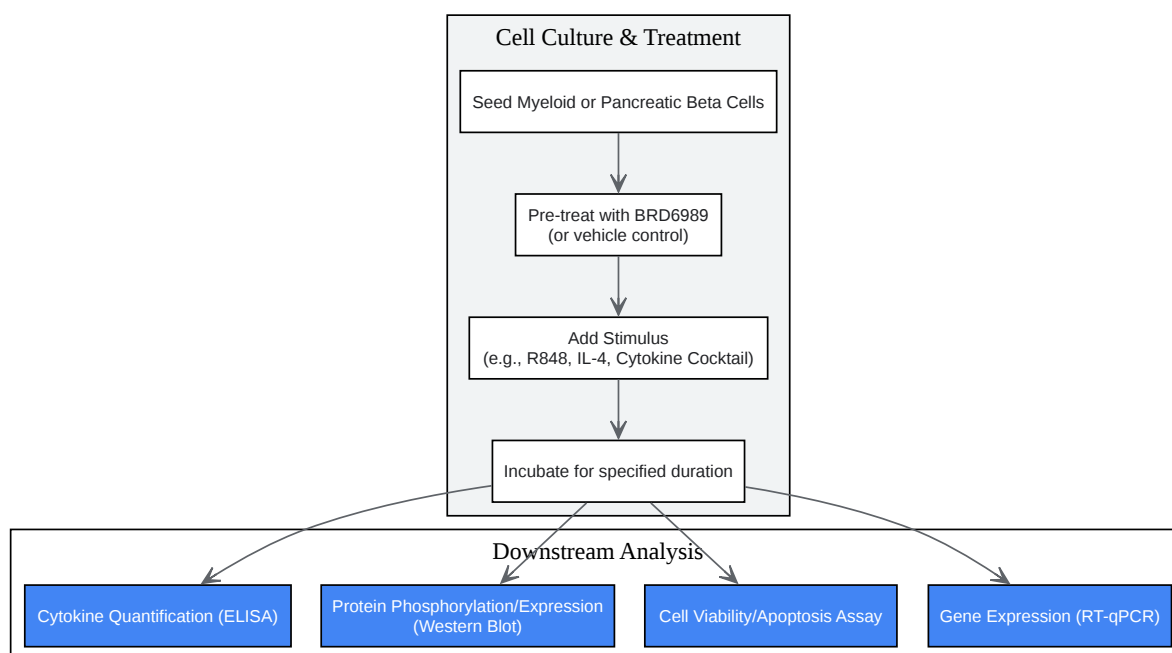 Cell Culture & Treatment
Seed Myeloid or Pancreatic Beta Cells
Pre-treat with BRD6989
(or vehicle control)
Add Stimulus
(e.g., R848, IL-4, Cytokine Cocktail)
Incubate for specified duration
Downstream Analysis
Cytokine Quantification (ELISA)
Protein Phosphorylation/Expression
(Western Blot)
Cell Viability/Apoptosis Assay
Gene Expression (RT-qPCR)